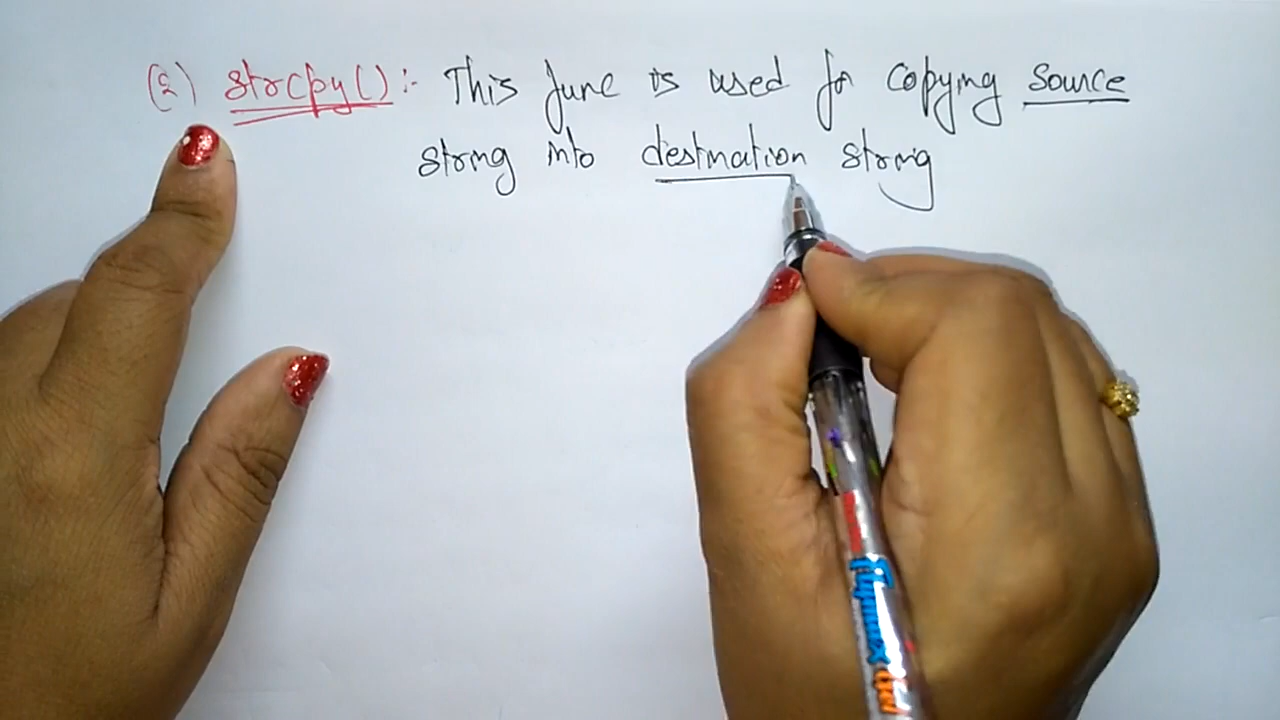 (2) strcpy() :- This func is used for copying source
string into destination string